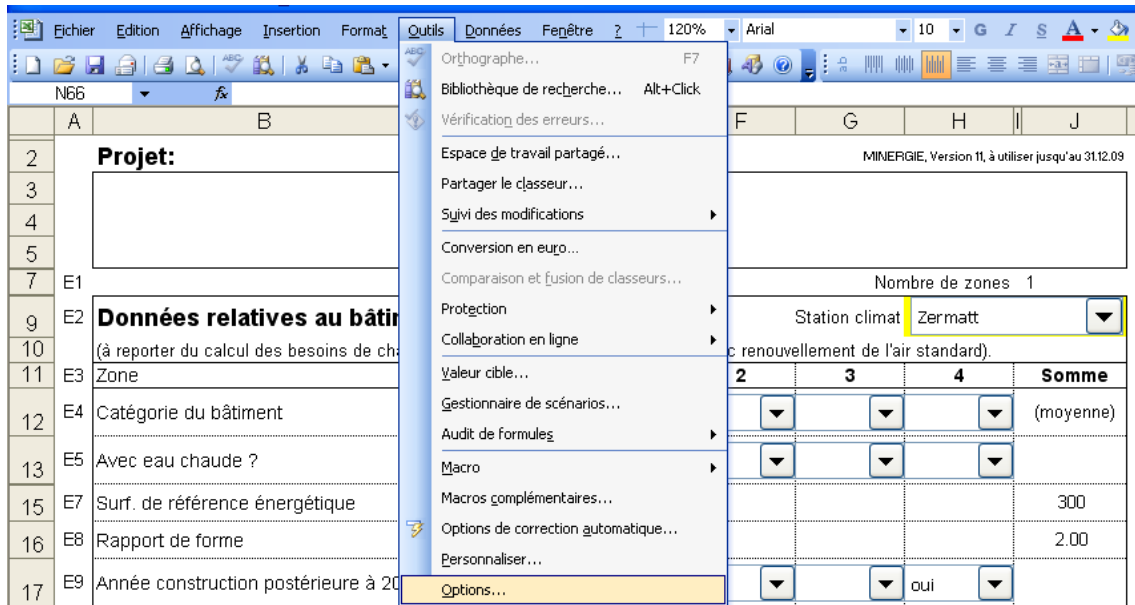 Fichier Edition Affichage Insertion Format Outils Données Fenêtre ? 120% Arial 10 G I S A
N66 fx
A B F G H I J
2 Projet: MINERGIE, Version 11, à utiliser jusqu'au 31.12.09
3
4
5
7 E1 Nombre de zones 1
9 E2 Données relatives au bâtir Station climat Zermatt
10 (à reporter du calcul des besoins de ch c renouvellement de l'air standard).
11 E3 Zone 2 3 4 Somme
12 E4 Catégorie du bâtiment (moyenne)
13 E5 Avec eau chaude ?
15 E7 Surf. de référence énergétique 300
16 E8 Rapport de forme 2.00
17 E9 Année construction postérieure à 20 oui
Orthographe... F7
Bibliothèque de recherche... Alt+Click
Vérification des erreurs...
Espace de travail partagé...
Partager le classeur...
Suivi des modifications
Conversion en euro...
Comparaison et fusion de classeurs...
Protection
Collaboration en ligne
Valeur cible...
Gestionnaire de scénarios...
Audit de formules
Macro
Macros complémentaires...
Options de correction automatique...
Personnaliser...
Options...